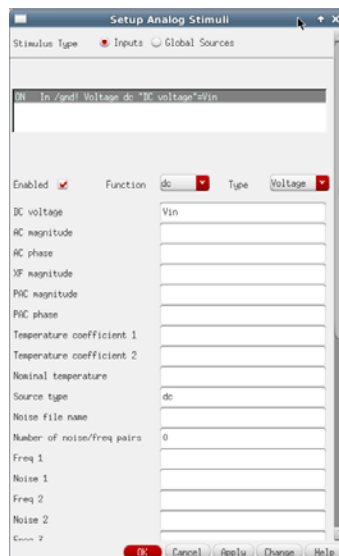 Setup Analog Stimuli
Stimulus Type Inputs Global Sources
ON In /gnd! Voltage dc "DC voltage"=Vin
Enabled Function dc Type Voltage
DC voltage Vin
AC magnitude
AC phase
XF magnitude
PAC magnitude
PAC phase
Temperature coefficient 1
Temperature coefficient 2
Nominal temperature
Source type dc
Noise file name
Number of noise/freq pairs 0
Freq 1
Noise 1
Freq 2
Noise 2
OK Cancel Apply Change Help